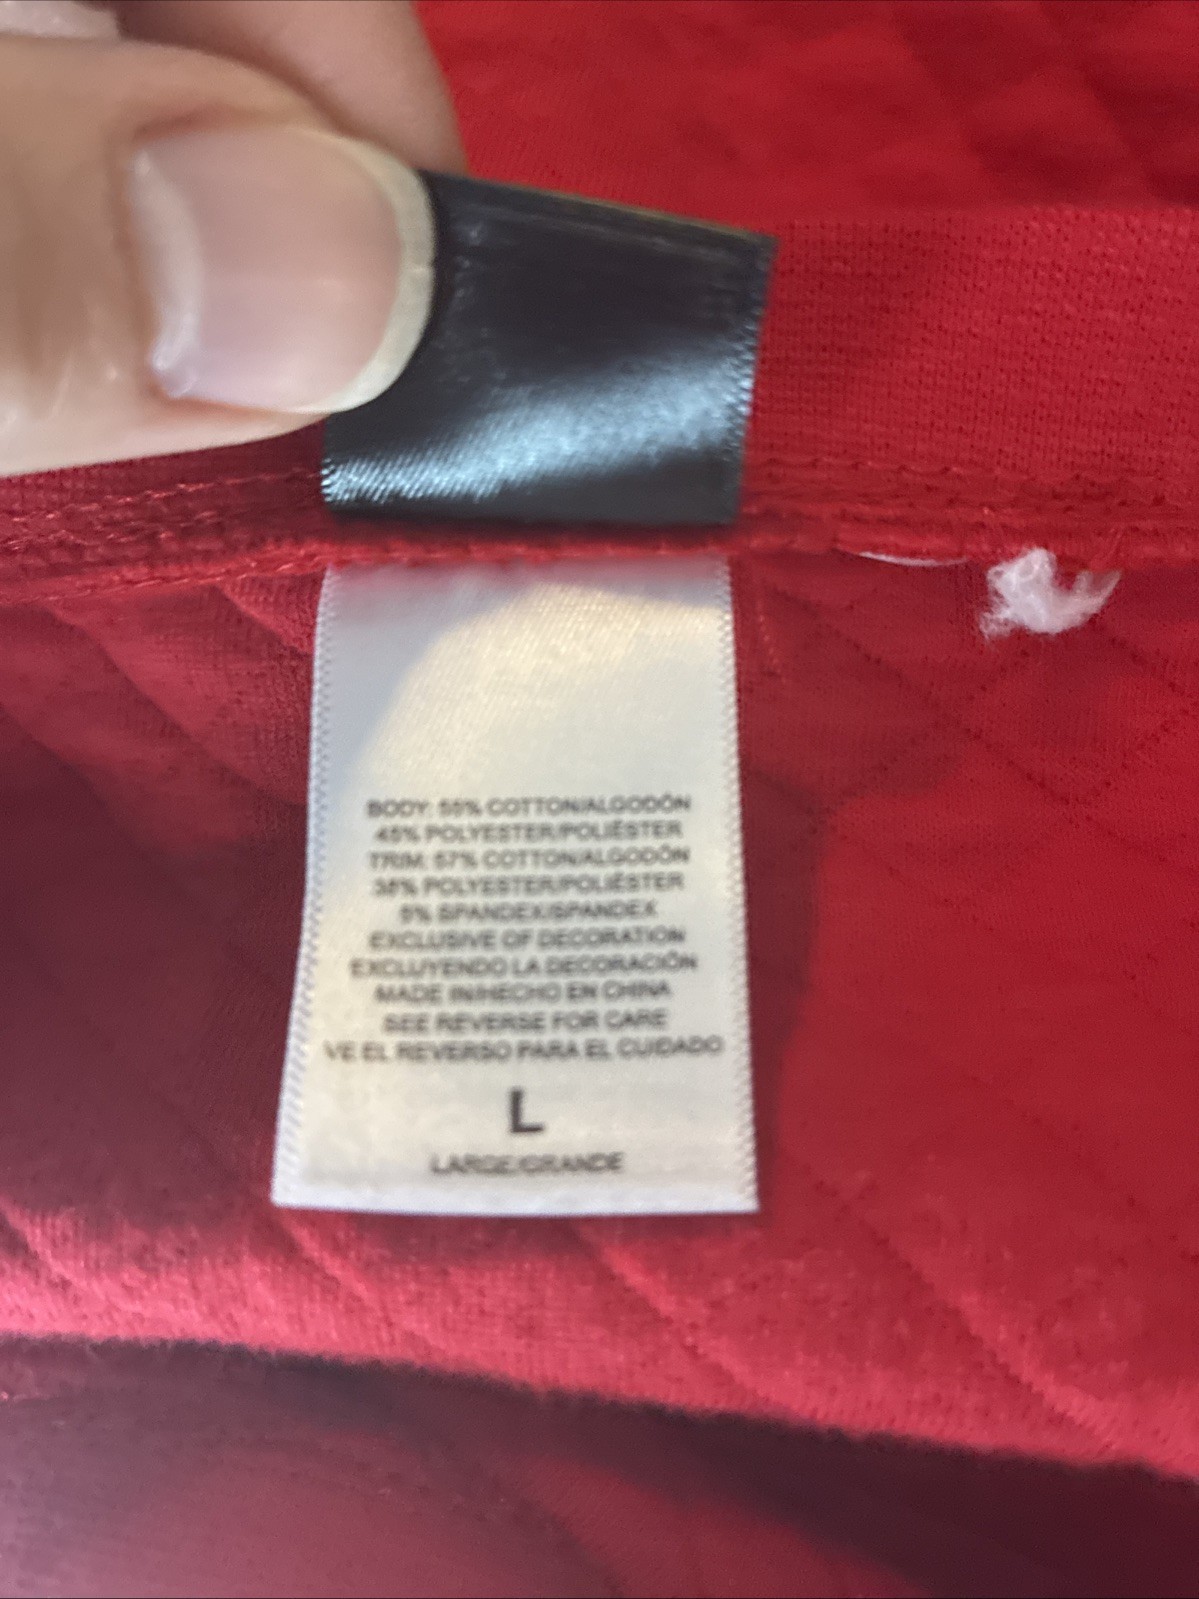 BODY: 55% COTTON/ALGODÓN
45% POLYESTER/POLIÉSTER
TRIM: 57% COTTON/ALGODÓN
38% POLYESTER/POLIÉSTER
5% SPANDEX/SPANDEX
EXCLUSIVE OF DECORATION
EXCLUYENDO LA DECORACIÓN
MADE IN/HECHO EN CHINA
SEE REVERSE FOR CARE
VE EL REVERSO PARA EL CUIDADO
L
LARGE/GRANDE